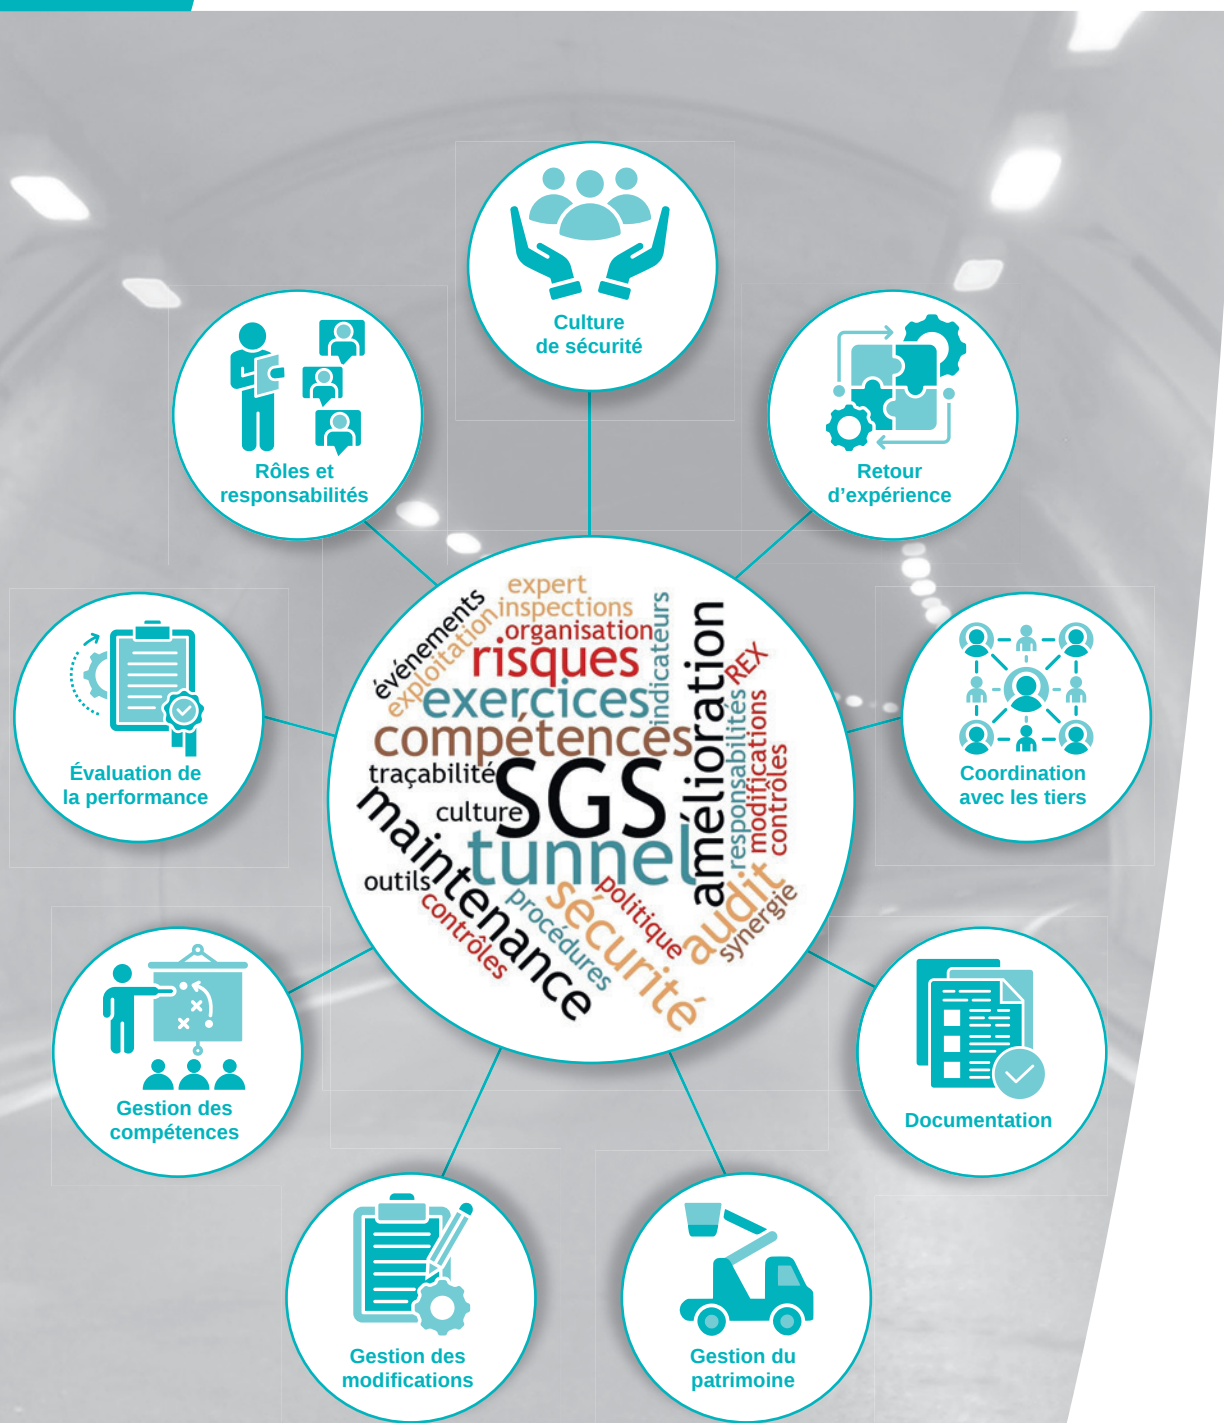 Culture
de sécurité
Rôles et
responsabilités
Retour
d’expérience
Évaluation de
la performance
Coordination
avec les tiers
événements
exploitation
expert
inspections
organisation
risques
exercices
indicateurs
compétences
traçabilité
SGS
culture
tunnel
amélioration
REX
responsabilités
modifications
contrôles
maintenance
outils
contrôles
procédures
sécurité
politique
audit
synergie
Gestion des
compétences
Documentation
Gestion des
modifications
Gestion du
patrimoine